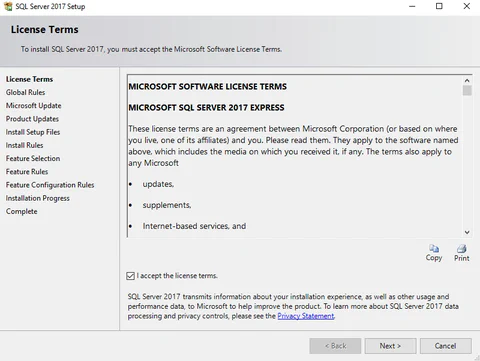 SQL Server 2017 Setup
License Terms
To install SQL Server 2017, you must accept the Microsoft Software License Terms.
License Terms
Global Rules
Microsoft Update
Product Updates
Install Setup Files
Install Rules
Feature Selection
Feature Rules
Feature Configuration Rules
Installation Progress
Complete
MICROSOFT SOFTWARE LICENSE TERMS
MICROSOFT SQL SERVER 2017 EXPRESS
These license terms are an agreement between Microsoft Corporation (or based on where
you live, one of its affiliates) and you. Please read them. They apply to the software named
above, which includes the media on which you received it, if any. The terms also apply to
any Microsoft
• updates,
• supplements,
• Internet-based services, and
Copy
Print
I accept the license terms.
SQL Server 2017 transmits information about your installation experience, as well as other usage and
performance data, to Microsoft to help improve the product. To learn more about SQL Server 2017 data
processing and privacy controls, please see the Privacy Statement.
< Back
Next >
Cancel